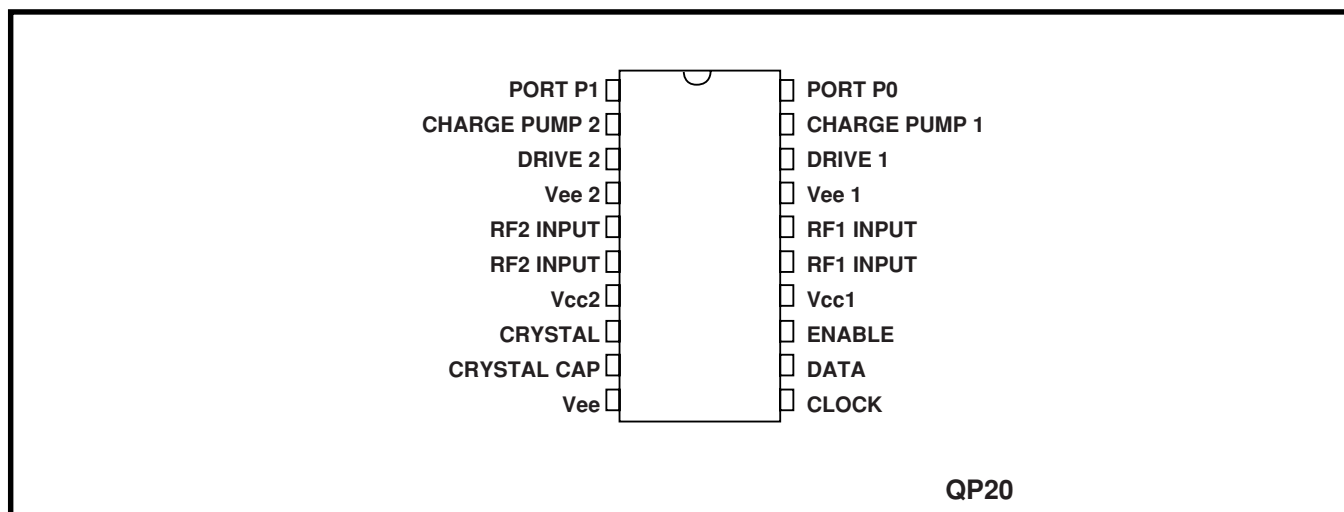 PORT P1 PORT P0
CHARGE PUMP 2 CHARGE PUMP 1
DRIVE 2 DRIVE 1
Vee 2 Vee 1
RF2 INPUT RF1 INPUT
RF2 INPUT RF1 INPUT
Vcc2 Vcc1
CRYSTAL ENABLE
CRYSTAL CAP DATA
Vee CLOCK
QP20